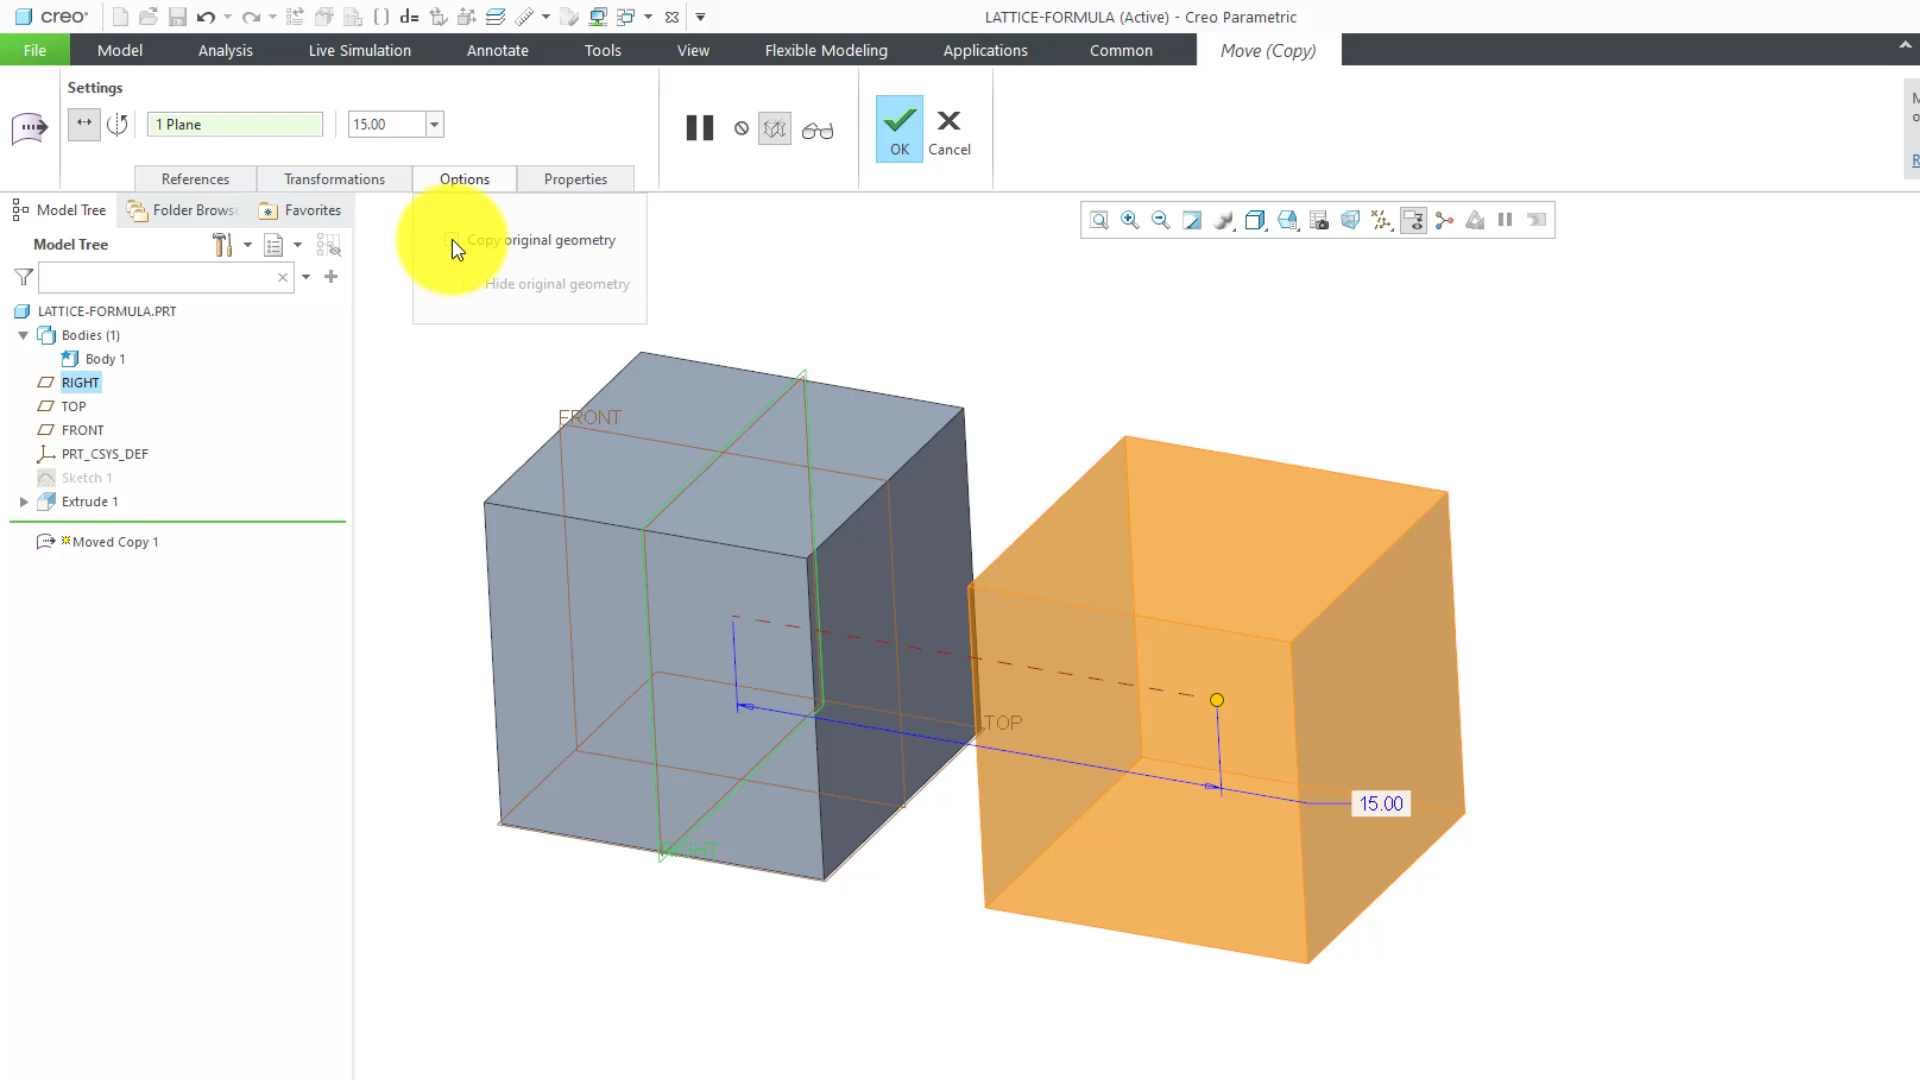 creo
d=
LATTICE-FORMULA (Active) - Creo Parametric
File
Model
Analysis
Live Simulation
Annotate
Tools
View
Flexible Modeling
Applications
Common
Move (Copy)
Settings
1 Plane
15.00
OK
Cancel
References
Transformations
Options
Properties
Model Tree
Folder Brows
Favorites
Copy original geometry
Hide original geometry
Model Tree
LATTICE-FORMULA.PRT
Bodies (1)
Body 1
RIGHT
TOP
FRONT
PRT_CSYS_DEF
Sketch 1
Extrude 1
Moved Copy 1
FRONT
TOP
RIGHT
15.00